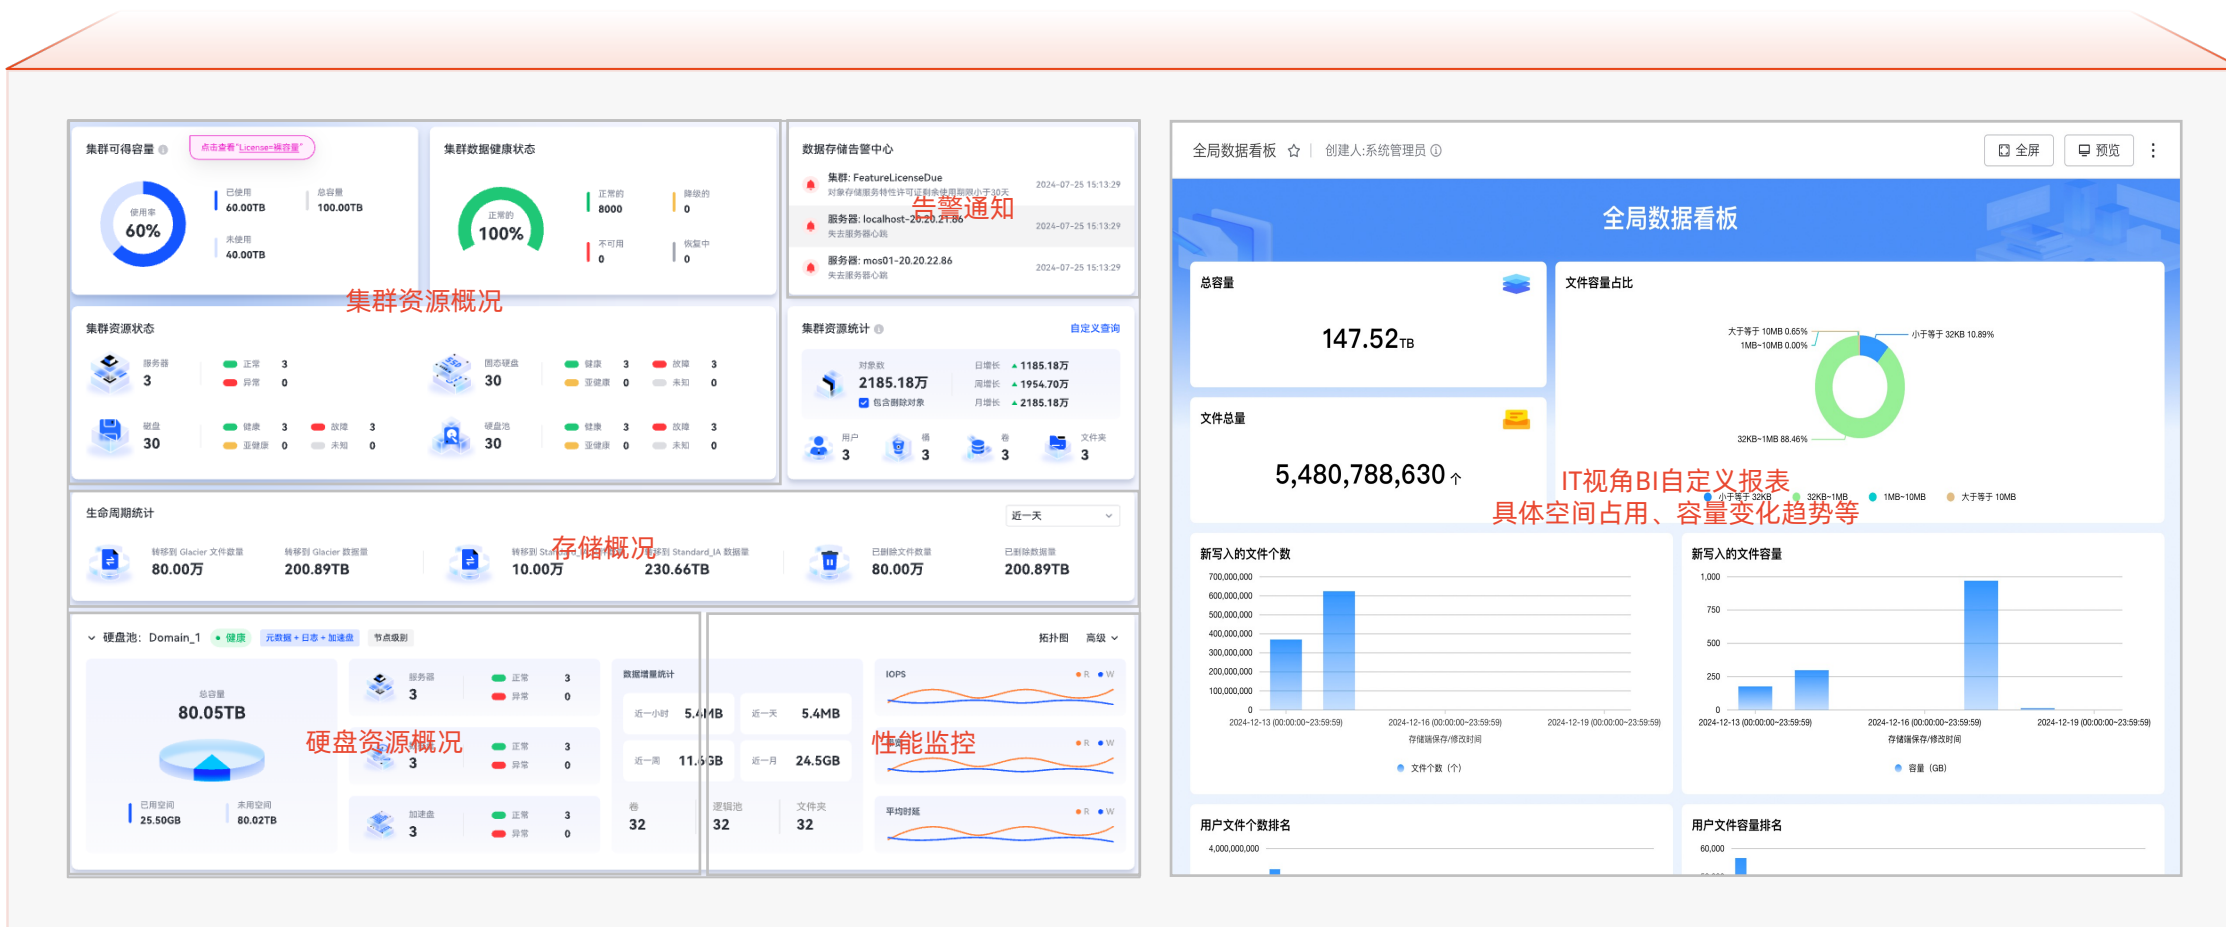 集群可得容量
点击查看"License=裸容量"
使用率
60%
已使用
60.00TB
总容量
100.00TB
未使用
40.00TB
集群数据健康状态
正常的
100%
正常的
8000
降级的
0
不可用
0
恢复中
0
集群资源概况
数据存储告警中心
集群: FeatureLicenseDue
对象存储服务特性许可证剩余使用期限小于30天
2024-07-25 15:13:29
服务器: localhost-20.20.21.86
失去服务器心跳
2024-07-25 15:13:29
服务器: mos01-20.20.22.86
失去服务器心跳
2024-07-25 15:13:29
告警通知
集群资源状态
服务器
3
正常 3
异常 0
固态硬盘
30
健康 3 故障 3
亚健康 0 未知 0
磁盘
30
健康 3 故障 3
亚健康 0 未知 0
硬盘池
30
健康 3 故障 3
亚健康 0 未知 0
集群资源统计
自定义查询
对象数
2185.18万
包含删除对象
日增长 1185.18万
周增长 1954.70万
月增长 2185.18万
用户
3
桶
3
卷
3
文件夹
3
生命周期统计
近一天
转移到 Glacier 文件数量
80.00万
转移到 Glacier 数据量
200.89TB
10.00万
转移到 Standard_IA 数据量
230.66TB
已删除文件数量
80.00万
已删除数据量
200.89TB
存储概况
硬盘池: Domain_1 健康 元数据 + 日志 + 加速盘 节点级别
拓扑图 高级
总容量
80.05TB
已用空间
25.50GB
未用空间
80.02TB
服务器
3
正常 3
异常 0
3
正常 3
异常 0
加速盘
3
正常 3
异常 0
硬盘资源概况
数据增量统计
近一小时 5.4MB
近一天 5.4MB
近一周 11.6GB
近一月 24.5GB
卷
32
逻辑池
32
文件夹
32
IOPS
R W
R W
平均时延
R W
性能监控
全局数据看板 创建人:系统管理员
全屏 预览
全局数据看板
总容量
147.52TB
文件总量
5,480,788,630 个
文件容量占比
大于等于 10MB 0.65%
1MB~10MB 0.00%
小于等于 32KB 10.89%
32KB~1MB 88.46%
小于等于 32KB 32KB~1MB 1MB~10MB 大于等于 10MB
IT视角BI自定义报表
具体空间占用、容量变化趋势等
新写入的文件个数
700,000,000
600,000,000
500,000,000
400,000,000
300,000,000
200,000,000
100,000,000
0
2024-12-13 (00:00:00~23:59:59) 2024-12-16 (00:00:00~23:59:59) 2024-12-19 (00:00:00~23:59:59)
存储端保存/修改时间
文件个数（个）
新写入的文件容量
1,000
750
500
250
0
2024-12-13 (00:00:00~23:59:59) 2024-12-16 (00:00:00~23:59:59) 2024-12-19 (00:00:00~23:59:59)
存储端保存/修改时间
容量（GB）
用户文件个数排名
4,000,000,000
用户文件容量排名
60,000